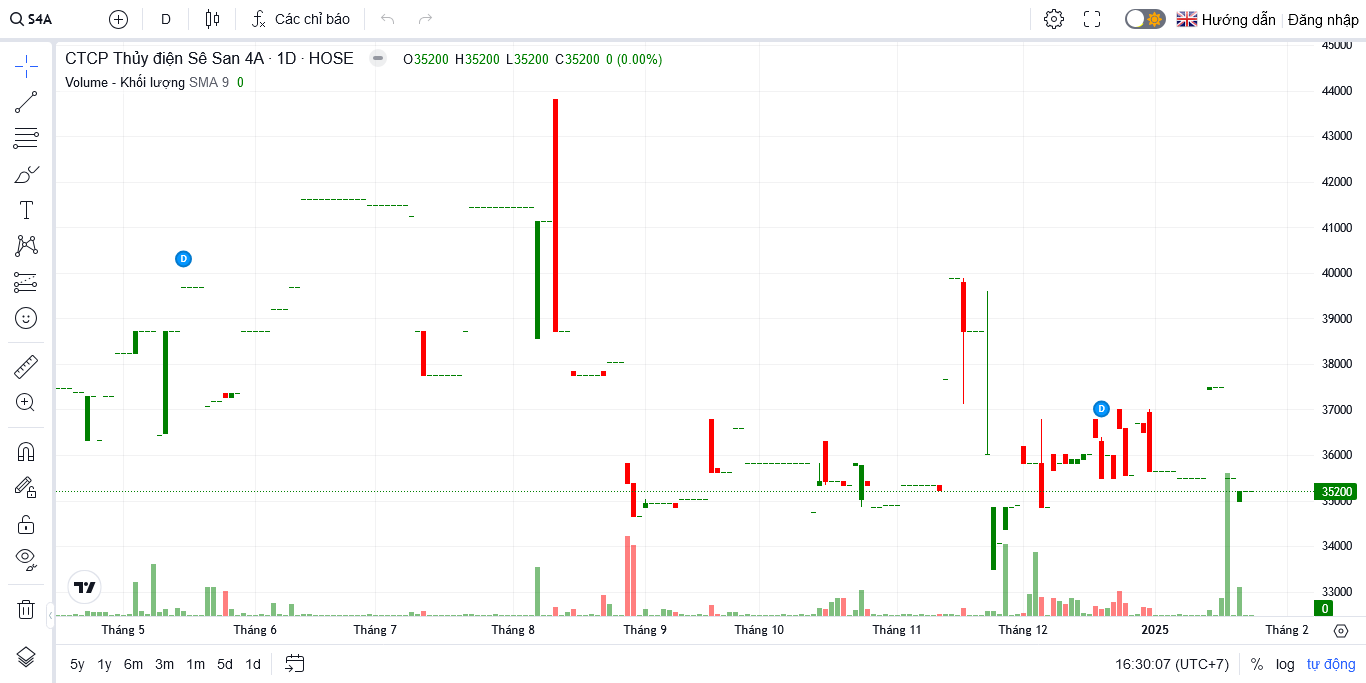 S4A D Các chỉ báo Hướng dẫn Đăng nhập
CTCP Thủy điện Sê San 4A · 1D · HOSE O35200 H35200 L35200 C35200 0 (0.00%)
Volume - Khối lượng SMA 9 0
45000
44000
43000
42000
41000
40000
39000
38000
37000
36000
35200
35000
34000
33000
0
D
D
Tháng 5 Tháng 6 Tháng 7 Tháng 8 Tháng 9 Tháng 10 Tháng 11 Tháng 12 2025 Tháng 2
5y 1y 6m 3m 1m 5d 1d 16:30:07 (UTC+7) % log tự động